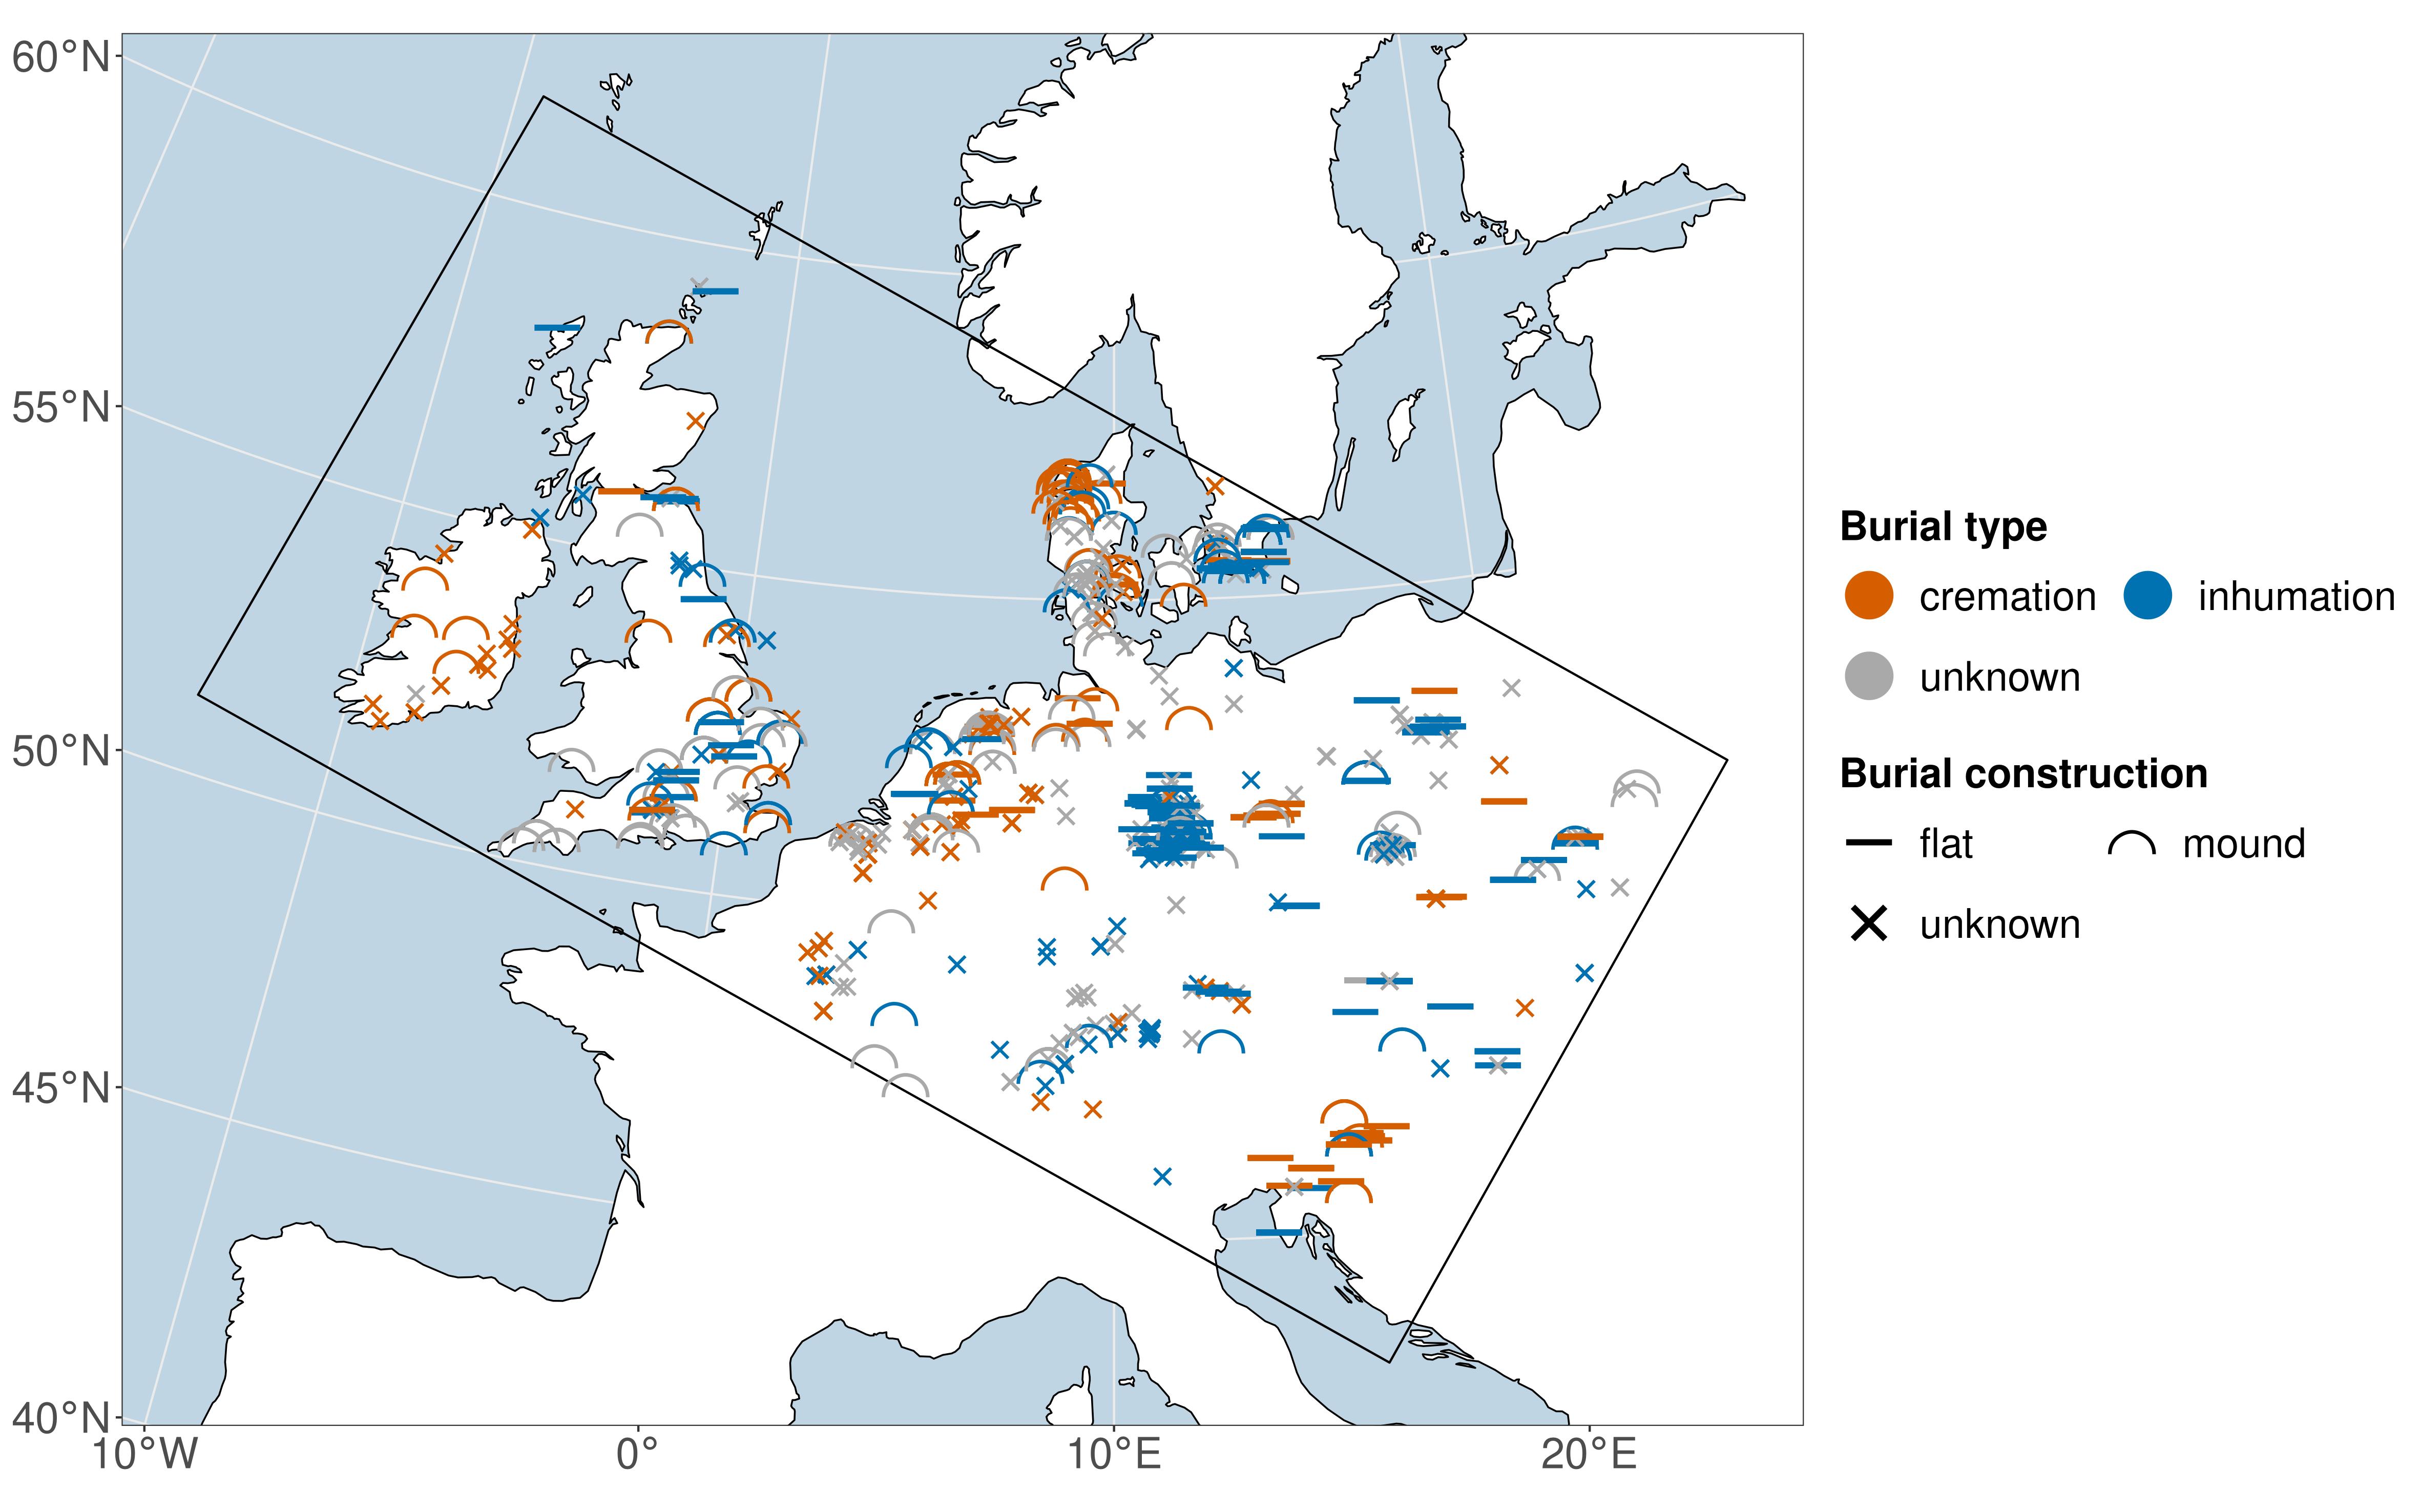 60°N
55°N
50°N
45°N
40°N
10°W
0°
10°E
20°E
Burial type
cremation
inhumation
unknown
Burial construction
flat
mound
unknown